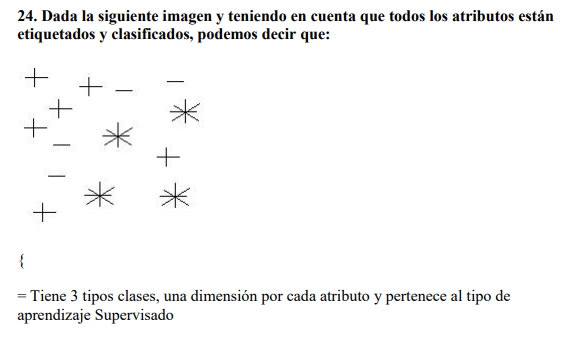 24. Dada la siguiente imagen y teniendo en cuenta que todos los atributos están
etiquetados y clasificados, podemos decir que:
{
= Tiene 3 tipos clases, una dimensión por cada atributo y pertenece al tipo de
aprendizaje Supervisado